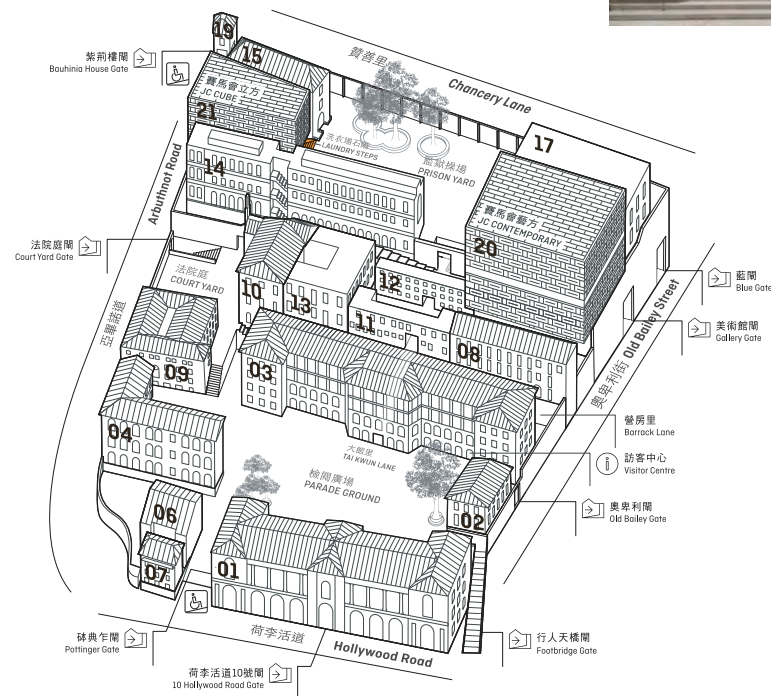 紫荊樓閘
Bauhinia House Gate
19
15
賽馬會立方
JC CUBE
21
贊善里
Chancery Lane
洗衣場石階
LAUNDRY STEPS
監獄操場
PRISON YARD
17
賽馬會藝方
JC CONTEMPORARY
20
14
Arbuthnot Road
亞畢諾道
法院庭閘
Court Yard Gate
法院庭
COURT YARD
10
13
12
11
08
藍閘
Blue Gate
美術館閘
Gallery Gate
奧卑利街 Old Bailey Street
09
03
04
營房里
Barrack Lane
大館里
TAI KWUN LANE
訪客中心
Visitor Centre
檢閱廣場
PARADE GROUND
奧卑利閘
Old Bailey Gate
02
06
07
01
砵典乍閘
Pottinger Gate
荷李活道
Hollywood Road
荷李活道10號閘
10 Hollywood Road Gate
行人天橋閘
Footbridge Gate